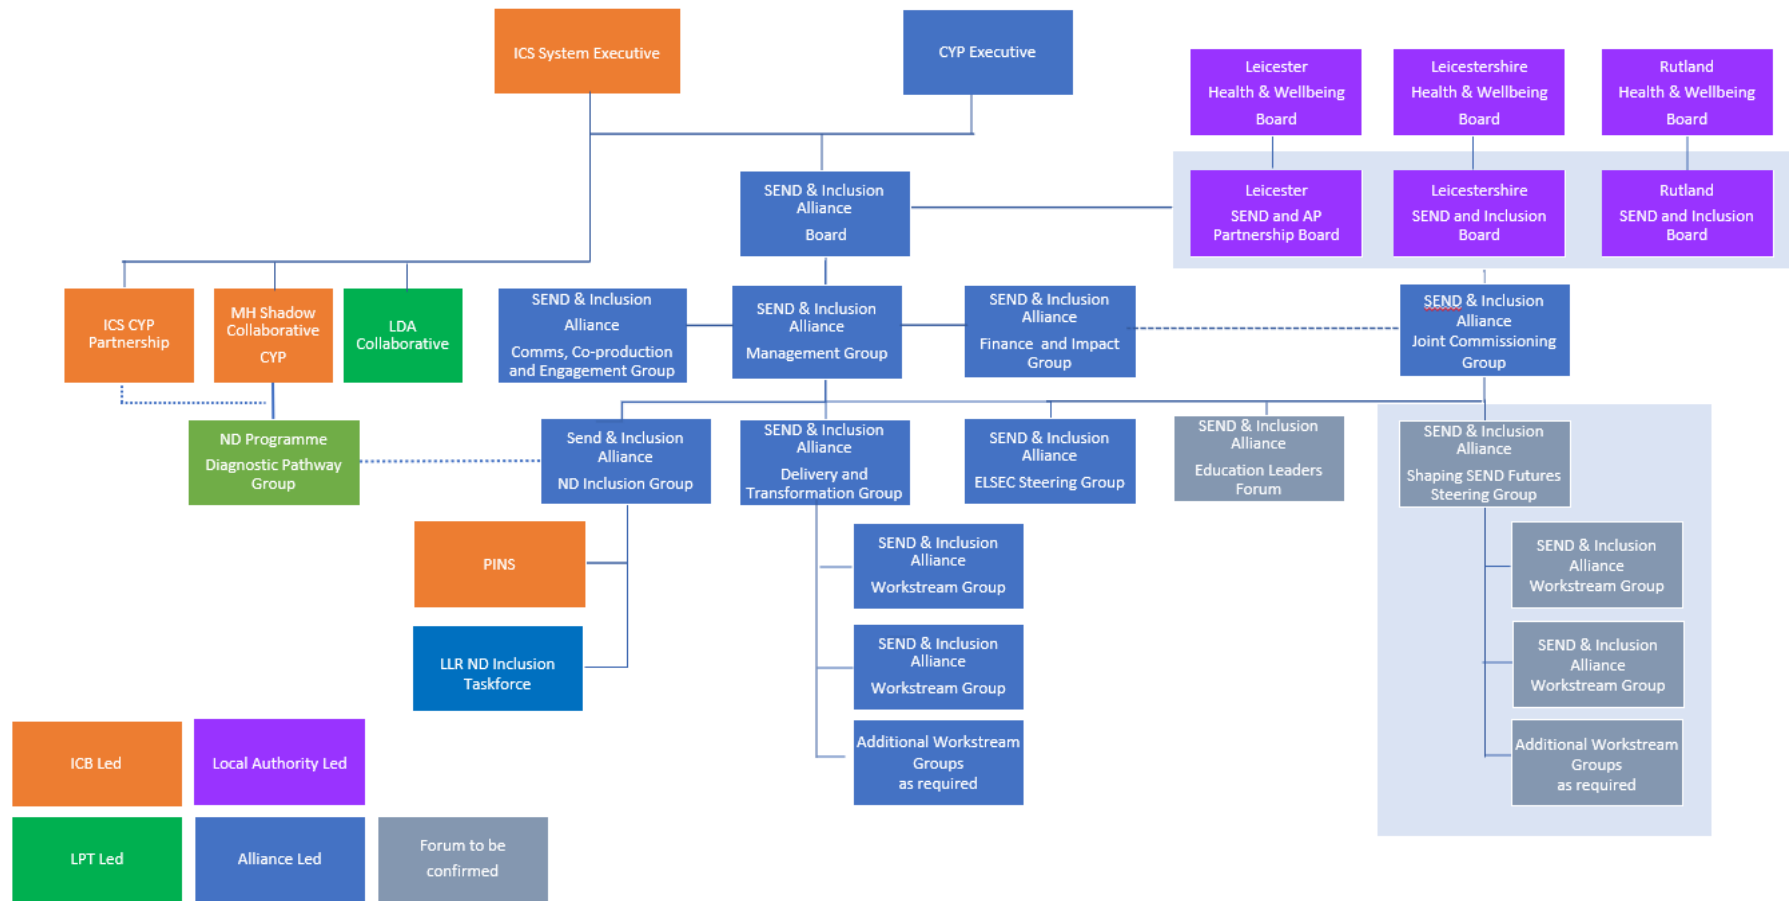 ICS System Executive
CYP Executive
Leicester
Health & Wellbeing
Board
Leicestershire
Health & Wellbeing
Board
Rutland
Health & Wellbeing
Board
SEND & Inclusion
Alliance
Board
Leicester
SEND and AP
Partnership Board
Leicestershire
SEND and Inclusion
Board
Rutland
SEND and Inclusion
Board
ICS CYP
Partnership
MH Shadow
Collaborative
CYP
LDA
Collaborative
SEND & Inclusion
Alliance
Comms, Co-production
and Engagement Group
SEND & Inclusion
Alliance
Management Group
SEND & Inclusion
Alliance
Finance and Impact
Group
SEND & Inclusion
Alliance
Joint Commissioning
Group
ND Programme
Diagnostic Pathway
Group
Send & Inclusion
Alliance
ND Inclusion Group
SEND & Inclusion
Alliance
Delivery and
Transformation Group
SEND & Inclusion
Alliance
ELSEC Steering Group
SEND & Inclusion
Alliance
Education Leaders
Forum
SEND & Inclusion
Alliance
Shaping SEND Futures
Steering Group
PINS
SEND & Inclusion
Alliance
Workstream Group
SEND & Inclusion
Alliance
Workstream Group
LLR ND Inclusion
Taskforce
SEND & Inclusion
Alliance
Workstream Group
SEND & Inclusion
Alliance
Workstream Group
Additional Workstream
Groups
as required
Additional Workstream
Groups
as required
ICB Led
Local Authority Led
LPT Led
Alliance Led
Forum to be
confirmed